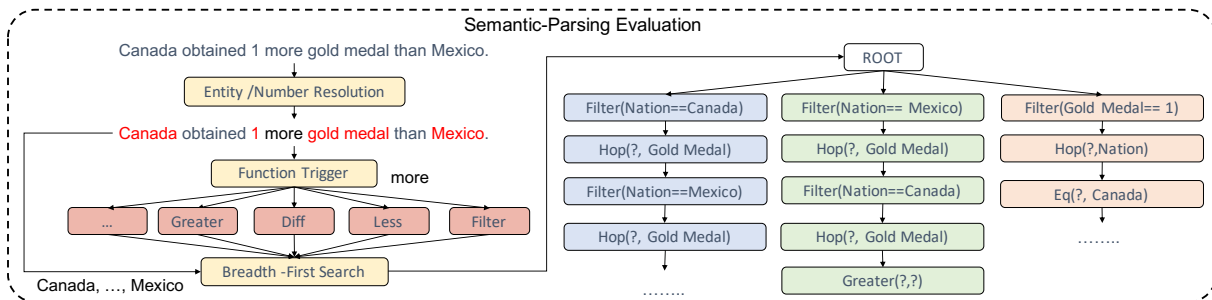 Semantic-Parsing Evaluation
Canada obtained 1 more gold medal than Mexico.
Entity /Number Resolution
Canada obtained 1 more gold medal than Mexico.
Function Trigger
more
...
Greater
Diff
Less
Filter
Canada, ..., Mexico
Breadth -First Search
ROOT
Filter(Nation==Canada)
Hop(?, Gold Medal)
Filter(Nation==Mexico)
Hop(?, Gold Medal)
........
Filter(Nation== Mexico)
Hop(?, Gold Medal)
Filter(Nation==Canada)
Hop(?, Gold Medal)
Greater(?,?)
Filter(Gold Medal== 1)
Hop(?,Nation)
Eq(?, Canada)
........